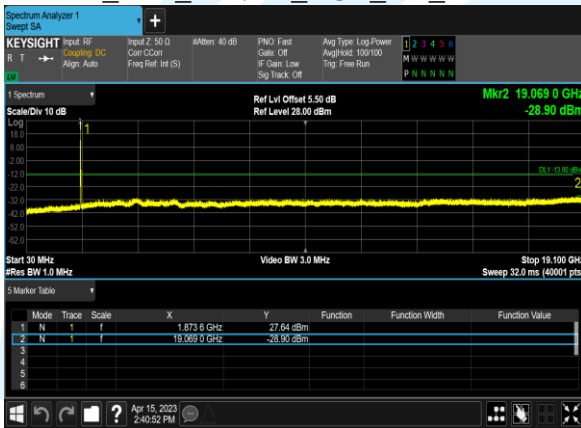 Spectrum Analyzer 1
Swept SA
KEYSIGHT Input: RF Input Z: 50 Ω #Atten: 40 dB PNO: Fast Avg Type: Log-Power 1 2 3 4 5 6
R T Coupling: DC Corr CCorr Gate: Off Avg|Hold: 100/100 M W W W W W
Align: Auto Freq Ref: Int (S) IF Gain: Low Trig: Free Run
LV Sig Track: Off P N N N N N
1 Spectrum Ref Lvl Offset 5.50 dB Mkr2 19.069 0 GHz
Scale/Div 10 dB Ref Level 28.00 dBm -28.90 dBm
Log
18.0 1
8.00
-2.00
-12.0 DL1 -13.00 dBm
-22.0 2
-32.0
-42.0
-52.0
-62.0
Start 30 MHz Video BW 3.0 MHz Stop 19.100 GHz
#Res BW 1.0 MHz Sweep 32.0 ms (40001 pts
5 Marker Table
Mode Trace Scale X Y Function Function Width Function Value
1 N 1 f 1.873 6 GHz 27.64 dBm
2 N 1 f 19.069 0 GHz -28.90 dBm
3
4
5
6
? Apr 15, 2023
2:40:52 PM